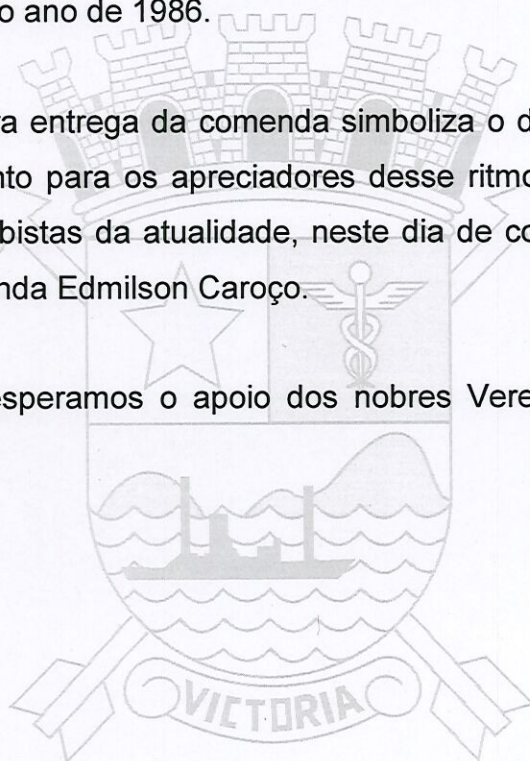 o ano de 1986.
a entrega da comenda simboliza o d
nto para os apreciadores desse ritmo
bistas da atualidade, neste dia de co
nda Edmilson Caroço.
esperamos o apoio dos nobres Vere
VICTORIA